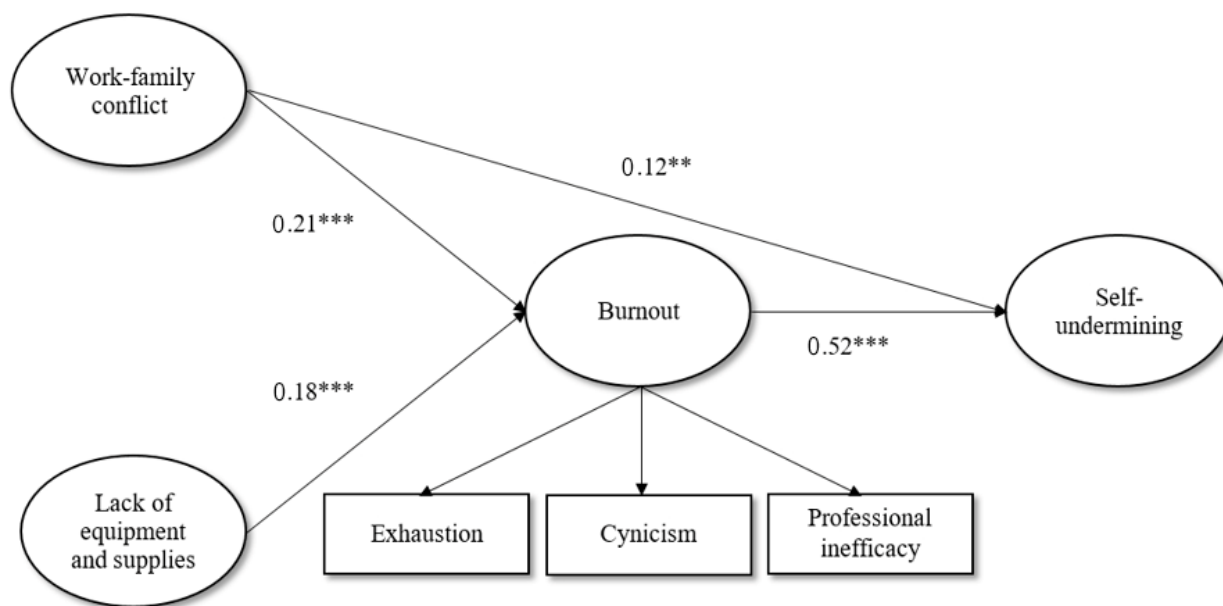 Work-family
conflict
0.12**
0.21***
Burnout
Self-
undermining
0.52***
0.18***
Lack of
equipment
and supplies
Exhaustion
Cynicism
Professional
inefficacy